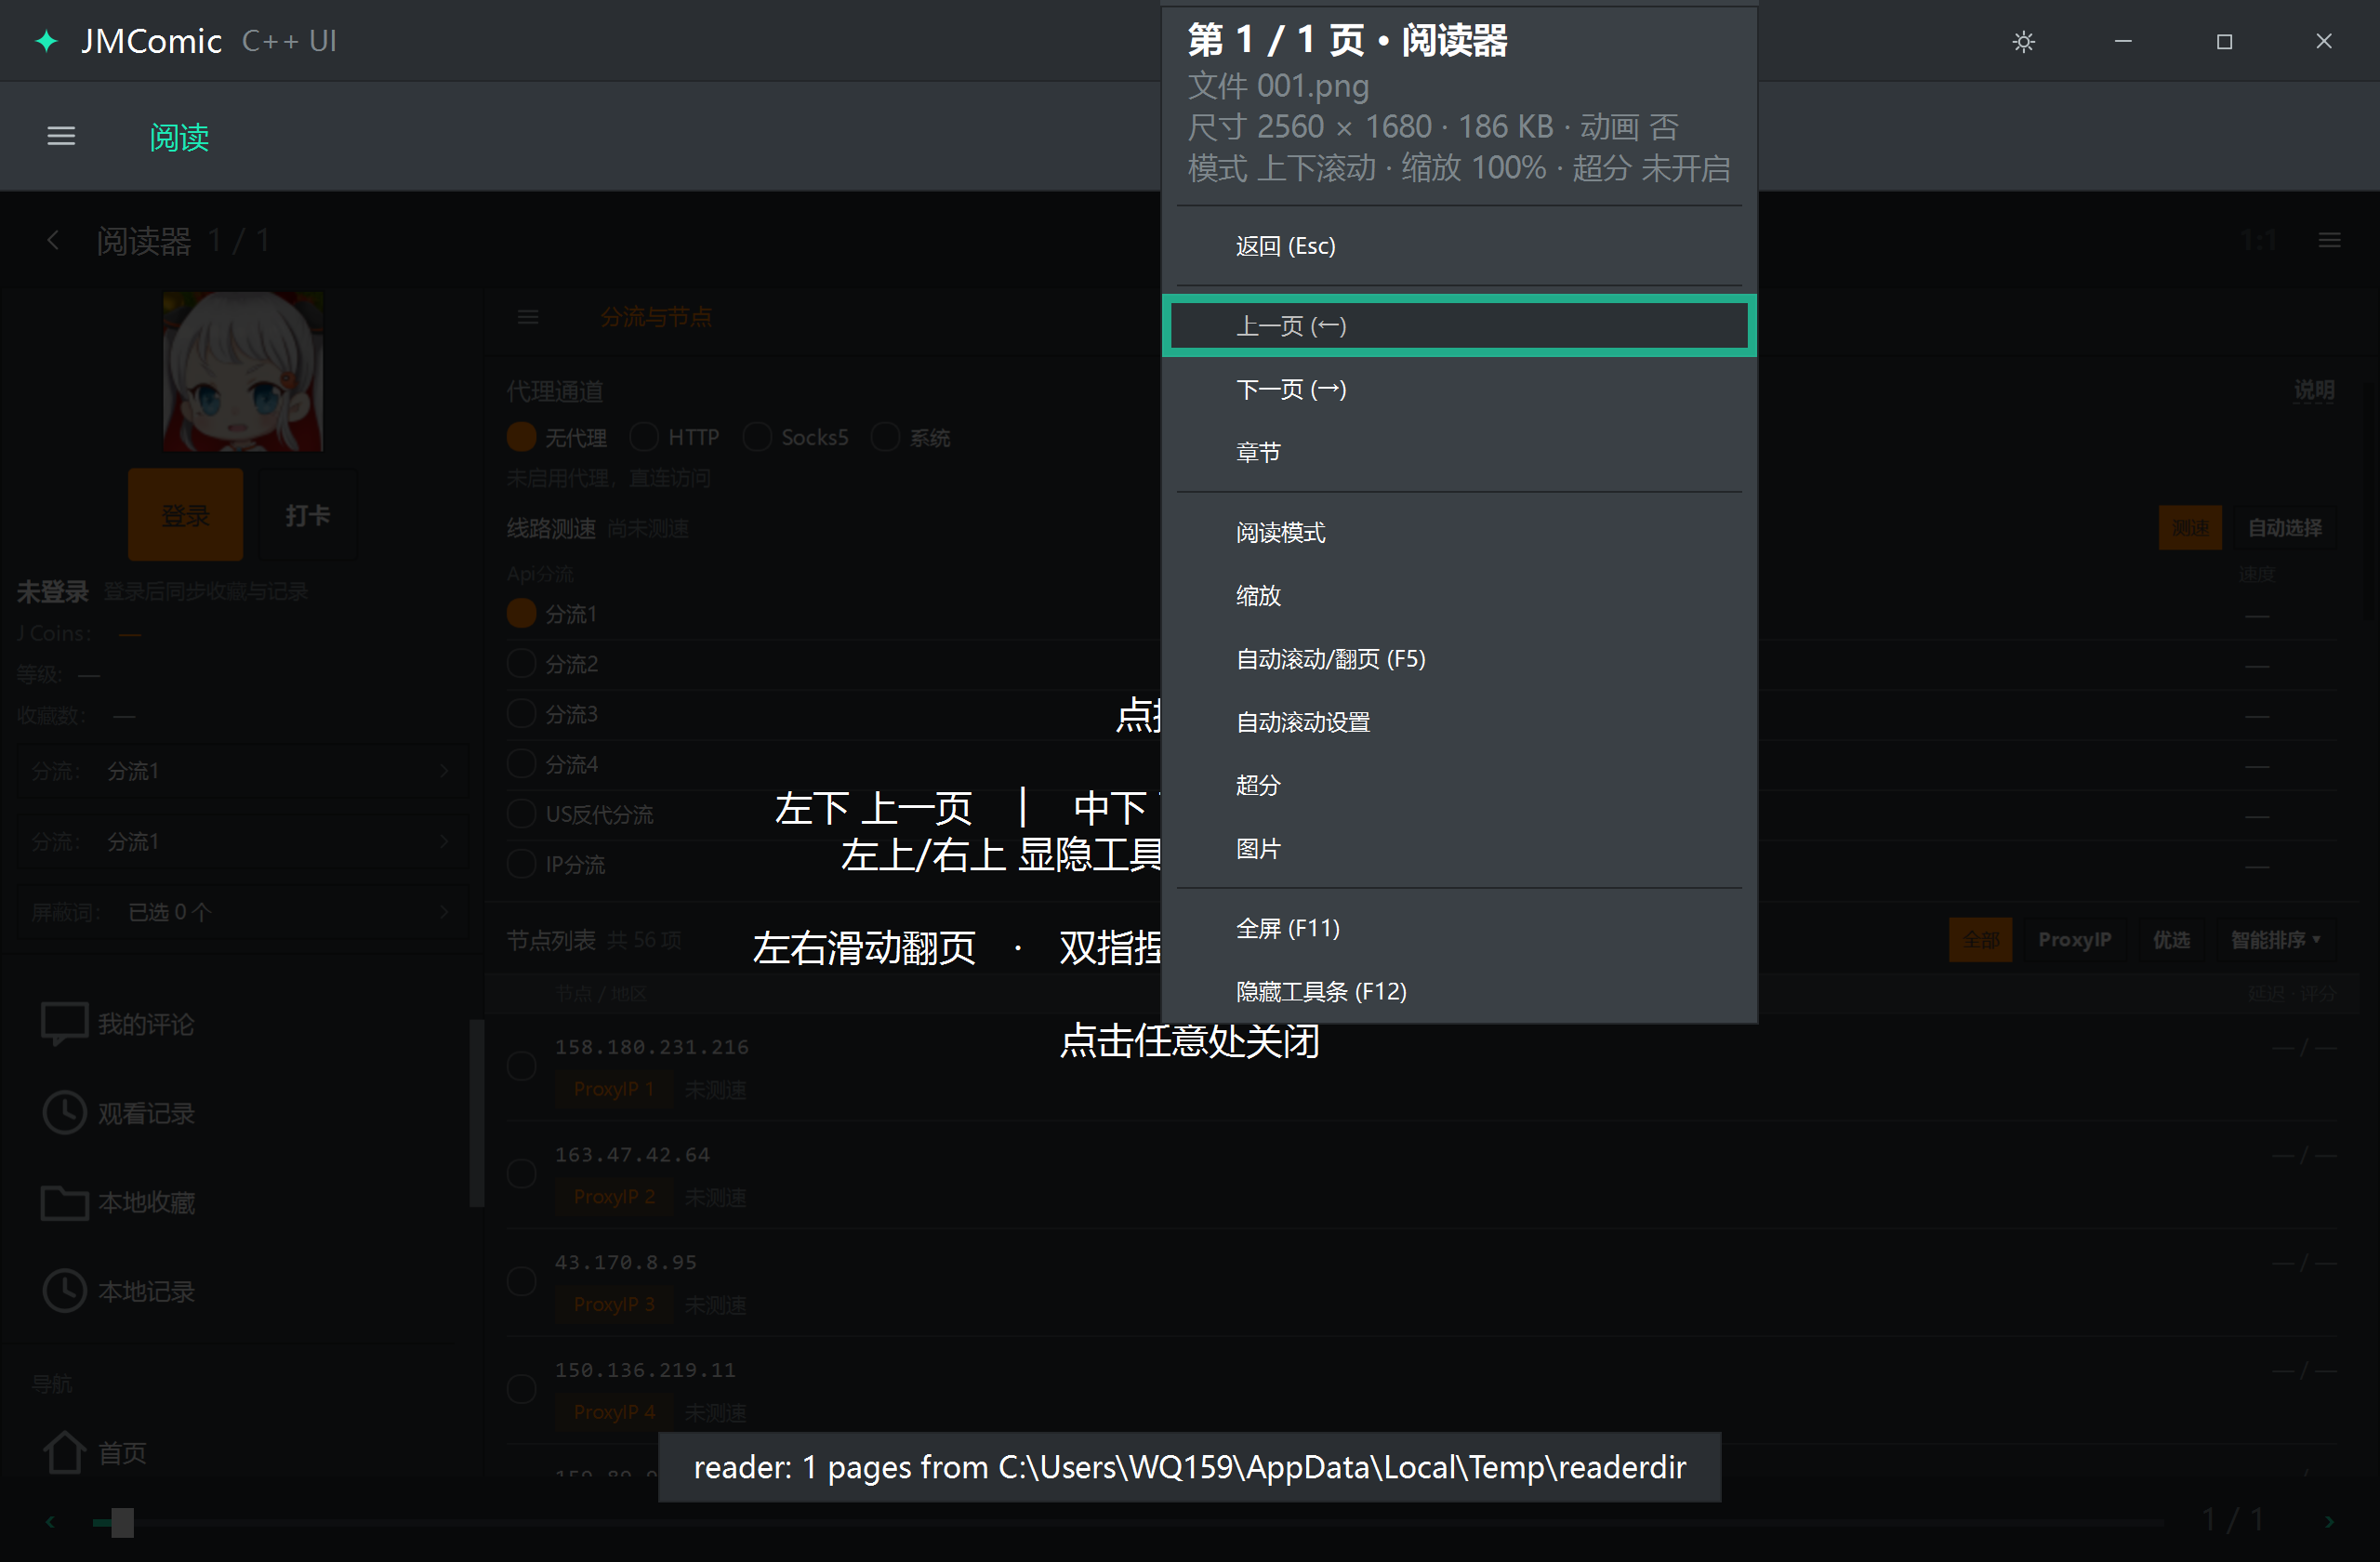 JMComic C++ UI
阅读
第 1 / 1 页 • 阅读器
文件 001.png
尺寸 2560 × 1680 · 186 KB · 动画 否
模式 上下滚动 · 缩放 100% · 超分 未开启
返回 (Esc)
上一页 (←)
下一页 (→)
章节
阅读模式
缩放
自动滚动/翻页 (F5)
自动滚动设置
超分
图片
全屏 (F11)
隐藏工具条 (F12)
阅读器 1 / 1
1:1
登录
打卡
未登录 登录后同步收藏与记录
J Coins: —
等级: —
收藏数: —
分流: 分流1
分流: 分流1
屏蔽词: 已选 0 个
我的评论
观看记录
本地收藏
本地记录
导航
首页
分流与节点
代理通道
说明
无代理 HTTP Socks5 系统
未启用代理，直连访问
线路测速 尚未测速
测速 自动选择
Api分流
速度
分流1 —
分流2 —
分流3 —
分流4 —
US反代分流 —
IP分流 —
节点列表 共 56 项
全部 ProxyIP 优选 智能排序
节点 / 地区
延迟 · 评分
158.180.231.216 — / —
ProxyIP 1 未测速
163.47.42.64 — / —
ProxyIP 2 未测速
43.170.8.95 — / —
ProxyIP 3 未测速
150.136.219.11 — / —
ProxyIP 4 未测速
左下 上一页 | 中下
左上/右上 显隐工具
左右滑动翻页 · 双指捏
点击任意处关闭
reader: 1 pages from C:\Users\WQ159\AppData\Local\Temp\readerdir
1 / 1